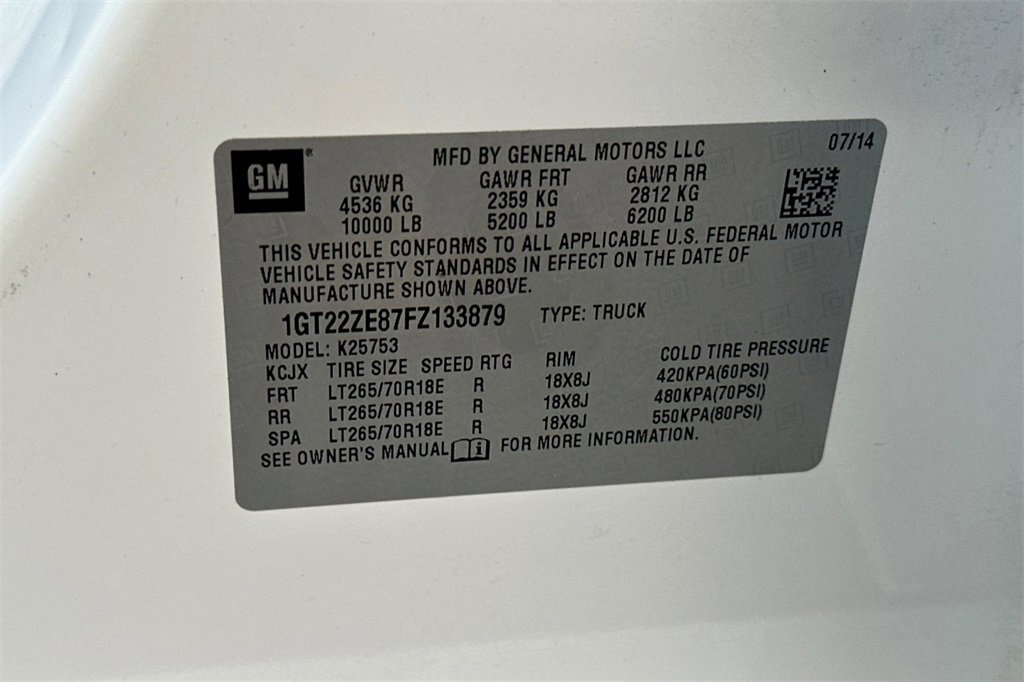 GM®
MFD BY GENERAL MOTORS LLC 07/14
GVWR GAWR FRT GAWR RR
4536 KG 2359 KG 2812 KG
10000 LB 5200 LB 6200 LB
THIS VEHICLE CONFORMS TO ALL APPLICABLE U.S. FEDERAL MOTOR
VEHICLE SAFETY STANDARDS IN EFFECT ON THE DATE OF
MANUFACTURE SHOWN ABOVE.
1GT22ZE87FZ133879 TYPE: TRUCK
MODEL: K25753
KCJX TIRE SIZE SPEED RTG RIM COLD TIRE PRESSURE
FRT LT265/70R18E R 18X8J 420KPA(60PSI)
RR LT265/70R18E R 18X8J 480KPA(70PSI)
SPA LT265/70R18E R 18X8J 550KPA(80PSI)
SEE OWNER'S MANUAL FOR MORE INFORMATION.